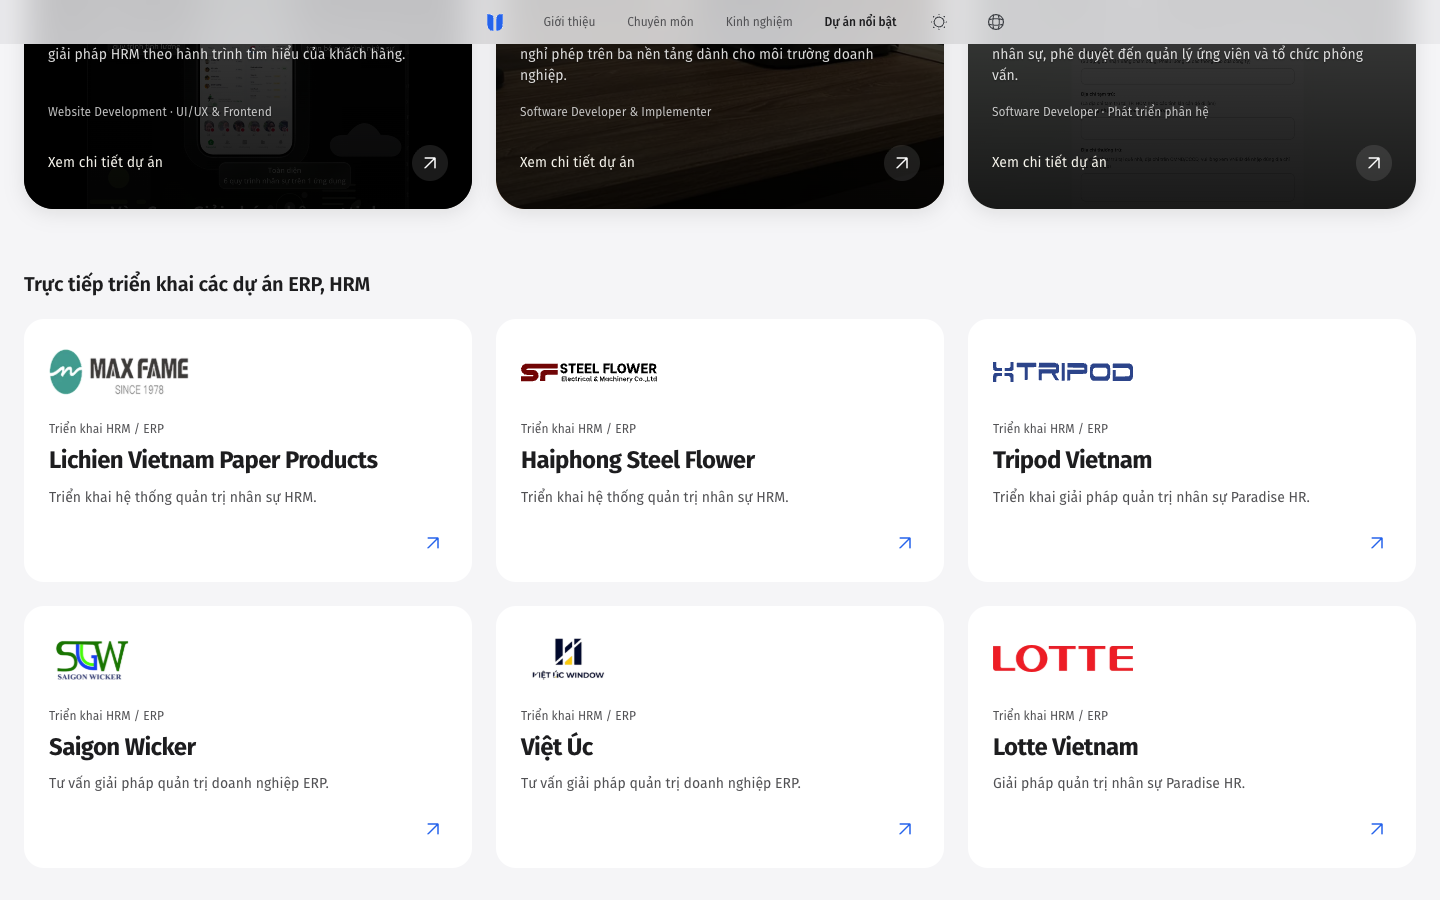 Giới thiệu
Chuyên môn
Kinh nghiệm
Dự án nổi bật
giải pháp HRM theo hành trình tìm hiểu của khách hàng.
Website Development · UI/UX & Frontend
Xem chi tiết dự án
nghỉ phép trên ba nền tảng dành cho môi trường doanh
nghiệp.
Software Developer & Implementer
Xem chi tiết dự án
nhân sự, phê duyệt đến quản lý ứng viên và tổ chức phỏng
vấn.
Software Developer · Phát triển phân hệ
Xem chi tiết dự án
Trực tiếp triển khai các dự án ERP, HRM
MAX FAME
SINCE 1978
Triển khai HRM / ERP
Lichien Vietnam Paper Products
Triển khai hệ thống quản trị nhân sự HRM.
SF STEEL FLOWER
Electrical & Machinery Co.,Ltd
Triển khai HRM / ERP
Haiphong Steel Flower
Triển khai hệ thống quản trị nhân sự HRM.
TRIPOD
Triển khai HRM / ERP
Tripod Vietnam
Triển khai giải pháp quản trị nhân sự Paradise HR.
SGW
SAIGON WICKER
Triển khai HRM / ERP
Saigon Wicker
Tư vấn giải pháp quản trị doanh nghiệp ERP.
VIỆT ÚC WINDOW
Triển khai HRM / ERP
Việt Úc
Tư vấn giải pháp quản trị doanh nghiệp ERP.
LOTTE
Triển khai HRM / ERP
Lotte Vietnam
Giải pháp quản trị nhân sự Paradise HR.